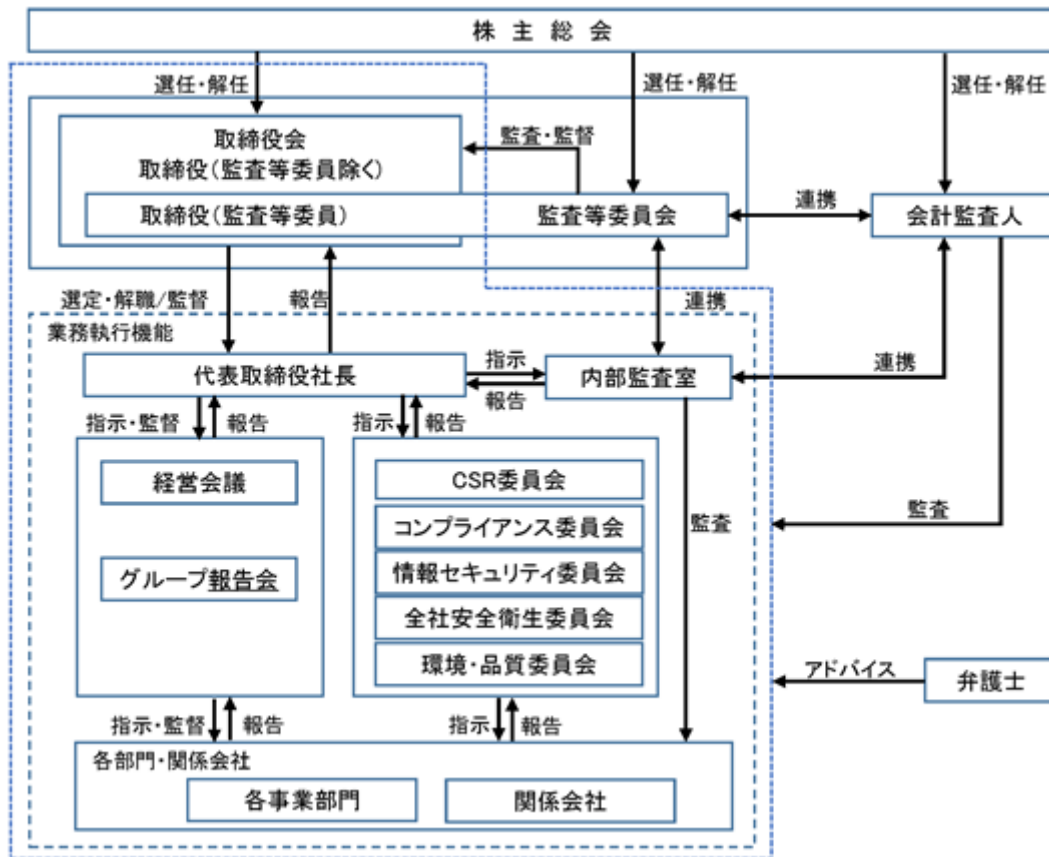 株 主 総 会
選任・解任
選任・解任
選任・解任
取締役会
取締役(監査等委員除く)
監査・監督
取締役(監査等委員)
監査等委員会
連携
会計監査人
選定・解職/監督
報告
連携
業務執行機能
代表取締役社長
指示
報告
内部監査室
連携
指示・監督
報告
指示
報告
経営会議
グループ報告会
CSR委員会
コンプライアンス委員会
情報セキュリティ委員会
全社安全衛生委員会
環境・品質委員会
監査
監査
アドバイス
弁護士
指示・監督
報告
指示
報告
各部門・関係会社
各事業部門
関係会社